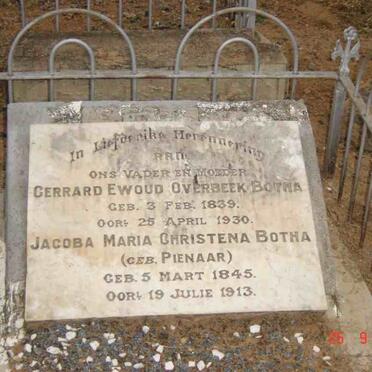 In Liefderike Herinnering
aan
Ons Vader en Moeder
Gerrard Ewoud Overbeek Botha
Geb. 3 Feb. 1839.
Oorl 25 April 1930.
Jacoba Maria Christena Botha
(geb. Pienaar)
Geb. 5 Mart 1845.
Oorl 19 Julie 1913.